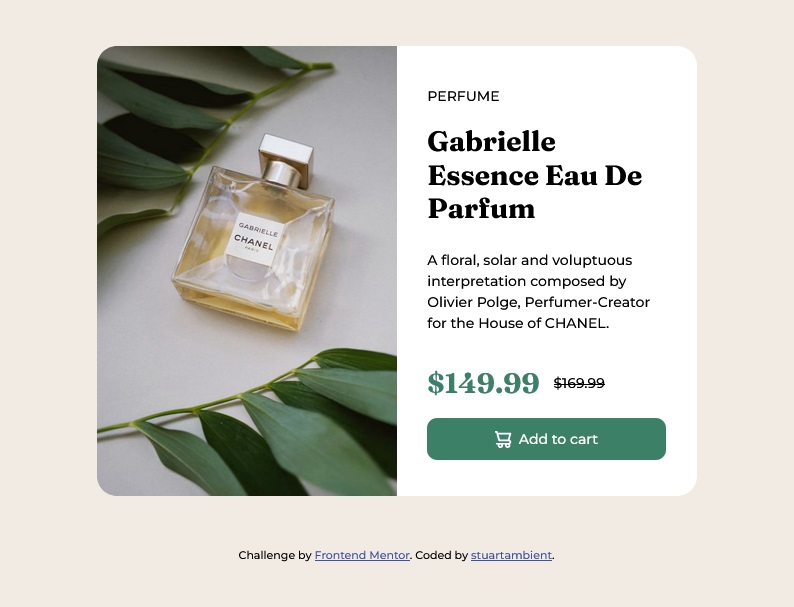 GABRIELLE
CHANEL
PARIS
PERFUME
Gabrielle
Essence Eau De
Parfum
A floral, solar and voluptuous
interpretation composed by
Olivier Polge, Perfumer-Creator
for the House of CHANEL.
$149.99 $169.99
Add to cart
Challenge by Frontend Mentor. Coded by stuartambient.